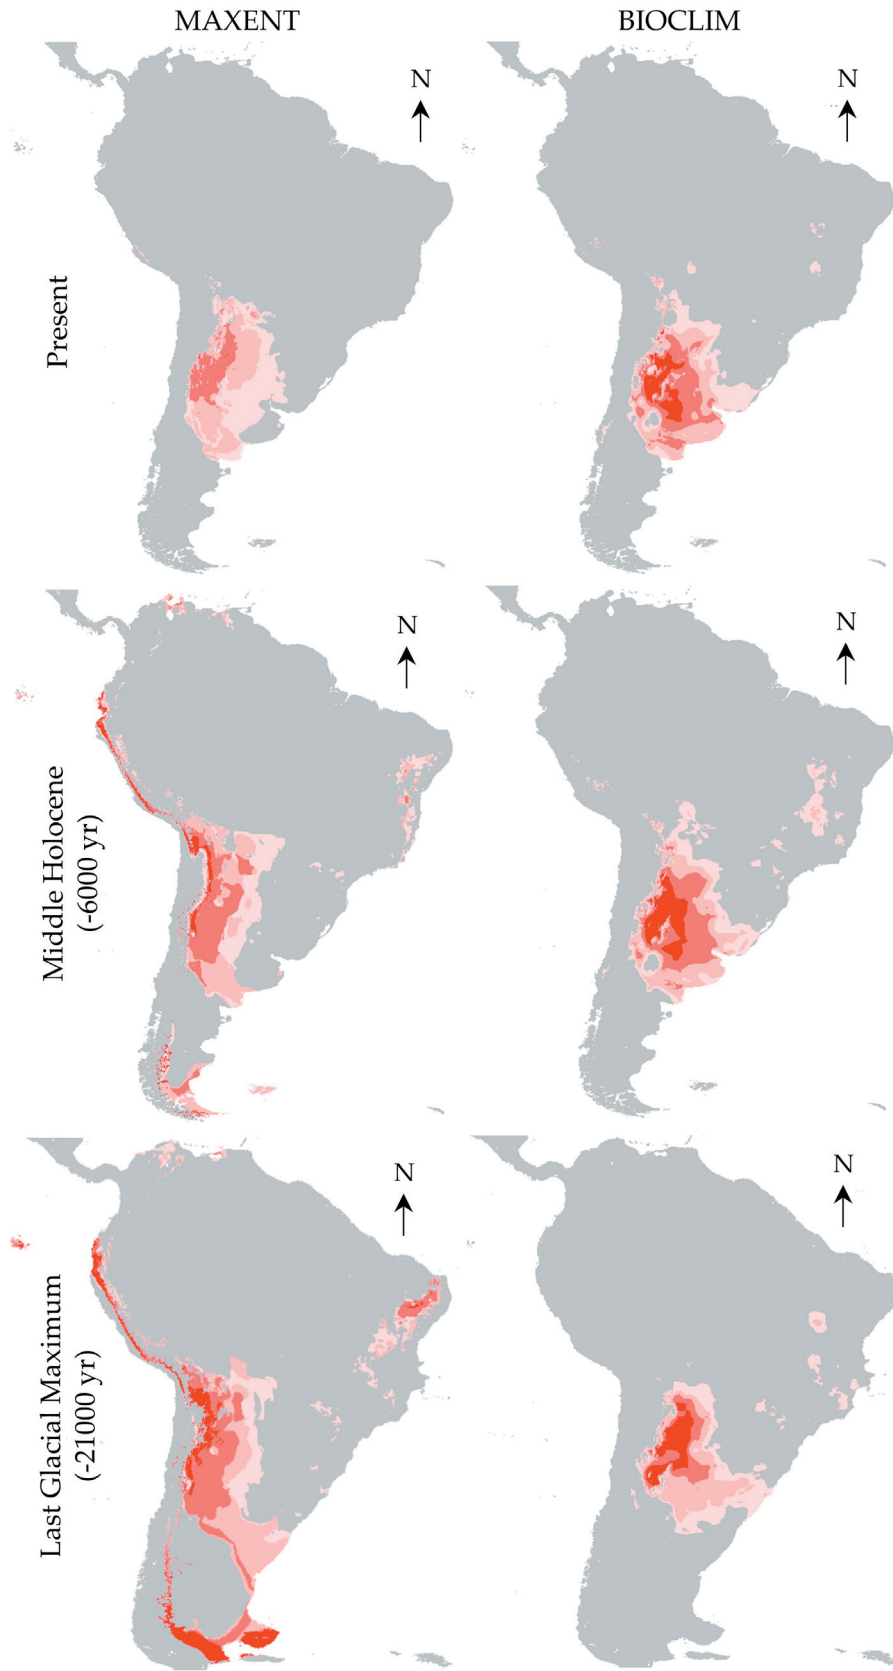 MAXENT
BIOCLIM
N
N
Present
N
N
Middle Holocene
(-6000 yr)
N
N
Last Glacial Maximum
(-21000 yr)